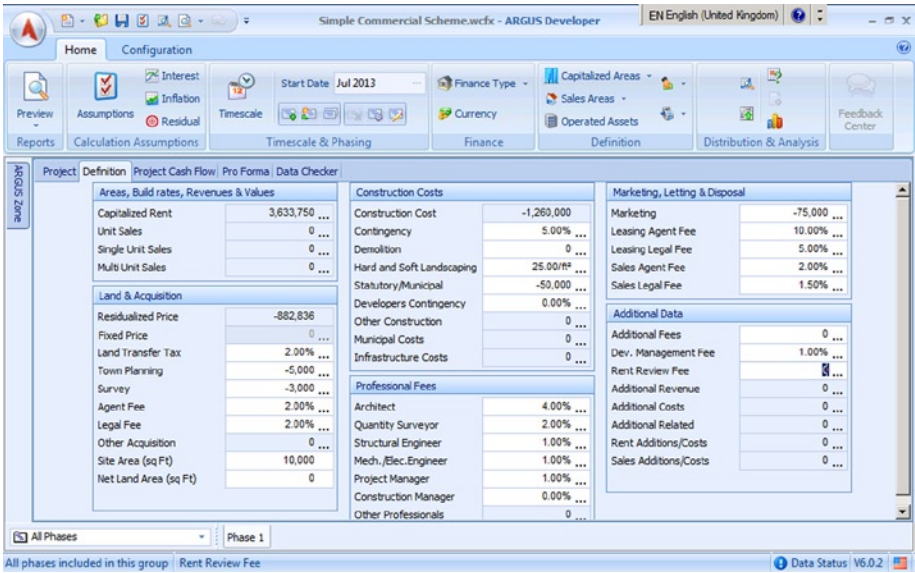 Simple Commercial Scheme.wcfx - ARGUS Developer
EN English (United Kingdom)
Home
Configuration
Preview
Reports
Assumptions
Interest
Inflation
Residual
Calculation Assumptions
Timescale
Start Date Jul 2013 ...
Timescale & Phasing
Finance Type
Currency
Finance
Capitalized Areas
Sales Areas
Operated Assets
Definition
Distribution & Analysis
Feedback Center
ARGUS Zone
Project
Definition
Project Cash Flow
Pro Forma
Data Checker
Areas, Build rates, Revenues & Values
Capitalized Rent 3,633,750 ...
Unit Sales 0 ...
Single Unit Sales 0 ...
Multi Unit Sales 0 ...
Land & Acquisition
Residualized Price -882,836
Fixed Price 0 ...
Land Transfer Tax 2.00% ...
Town Planning -5,000 ...
Survey -3,000 ...
Agent Fee 2.00% ...
Legal Fee 2.00% ...
Other Acquisition 0 ...
Site Area (sq Ft) 10,000
Net Land Area (sq Ft) 0
Construction Costs
Construction Cost -1,260,000
Contingency 5.00% ...
Demolition 0 ...
Hard and Soft Landscaping 25.00/ft² ...
Statutory/Municipal -50,000 ...
Developers Contingency 0.00% ...
Other Construction 0 ...
Municipal Costs 0 ...
Infrastructure Costs 0 ...
Professional Fees
Architect 4.00% ...
Quantity Surveyor 2.00% ...
Structural Engineer 1.00% ...
Mech./Elec.Engineer 1.00% ...
Project Manager 1.00% ...
Construction Manager 0.00% ...
Other Professionals 0 ...
Marketing, Letting & Disposal
Marketing -75,000 ...
Leasing Agent Fee 10.00% ...
Leasing Legal Fee 5.00% ...
Sales Agent Fee 2.00% ...
Sales Legal Fee 1.50% ...
Additional Data
Additional Fees 0 ...
Dev. Management Fee 1.00% ...
Rent Review Fee ...
Additional Revenue 0 ...
Additional Costs 0 ...
Additional Related 0 ...
Rent Additions/Costs 0 ...
Sales Additions/Costs 0 ...
All Phases
Phase 1
All phases included in this group
Rent Review Fee
Data Status
V6.0.2